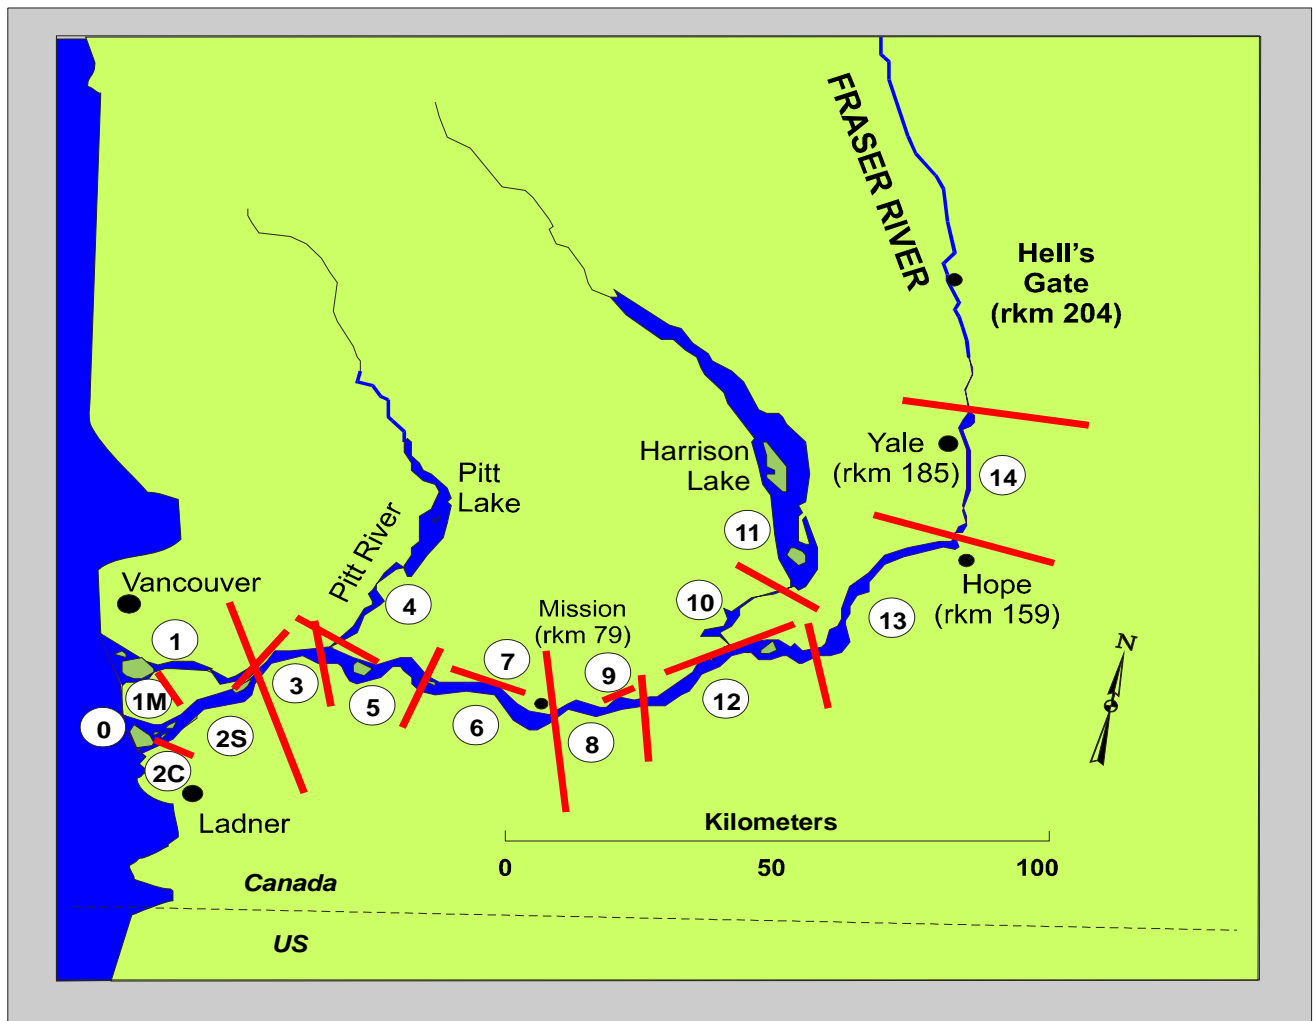 FRASER RIVER
Hell's
Gate
(rkm 204)
Yale
(rkm 185)
14
Harrison
Lake
11
Pitt
Lake
Pitt River
4
Vancouver
1
1M
0
2S
2C
Ladner
3
5
6
7
Mission
(rkm 79)
8
9
10
12
13
Hope
(rkm 159)
N
Kilometers
0
50
100
Canada
US